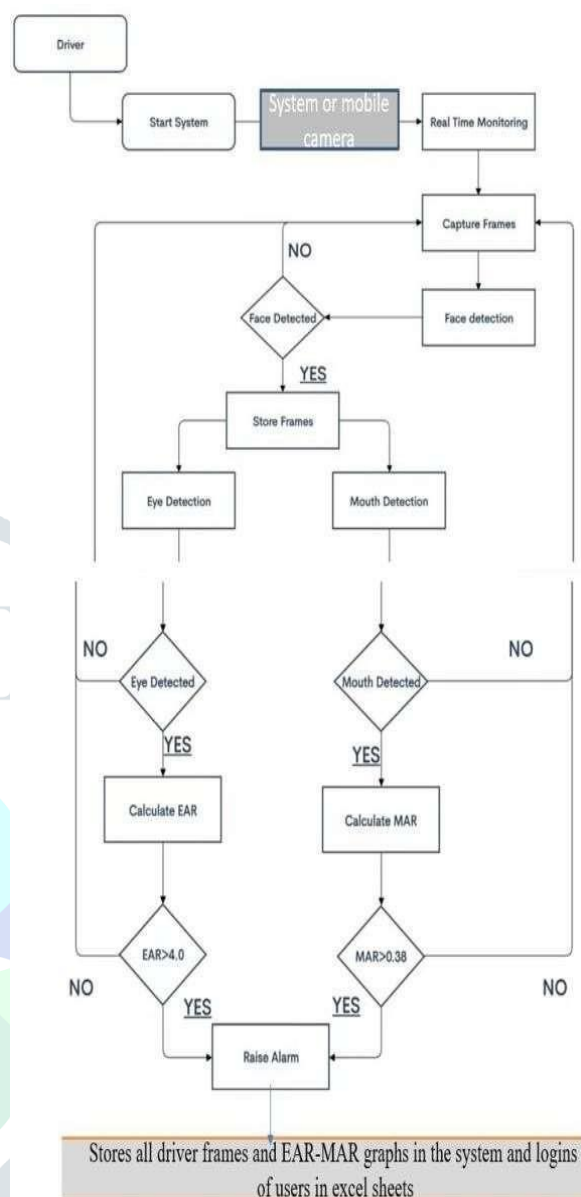 Driver
Start System
System or mobile
camera
Real Time Monitoring
Capture Frames
NO
Face Detected
Face detection
YES
Store Frames
Eye Detection
Mouth Detection
NO
NO
Eye Detected
Mouth Detected
YES
YES
Calculate EAR
Calculate MAR
EAR>4.0
MAR>0.38
NO
NO
YES
YES
Raise Alarm
Stores all driver frames and EAR-MAR graphs in the system and logins
of users in excel sheets